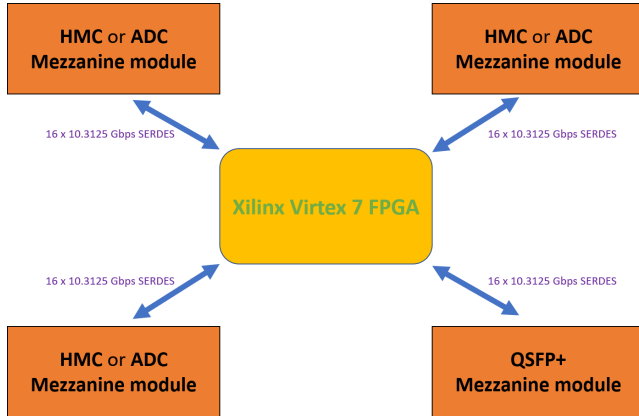 HMC or ADC
Mezzanine module
HMC or ADC
Mezzanine module
16 x 10.3125 Gbps SERDES
16 x 10.3125 Gbps SERDES
Xilinx Virtex 7 FPGA
16 x 10.3125 Gbps SERDES
16 x 10.3125 Gbps SERDES
HMC or ADC
Mezzanine module
QSFP+
Mezzanine module